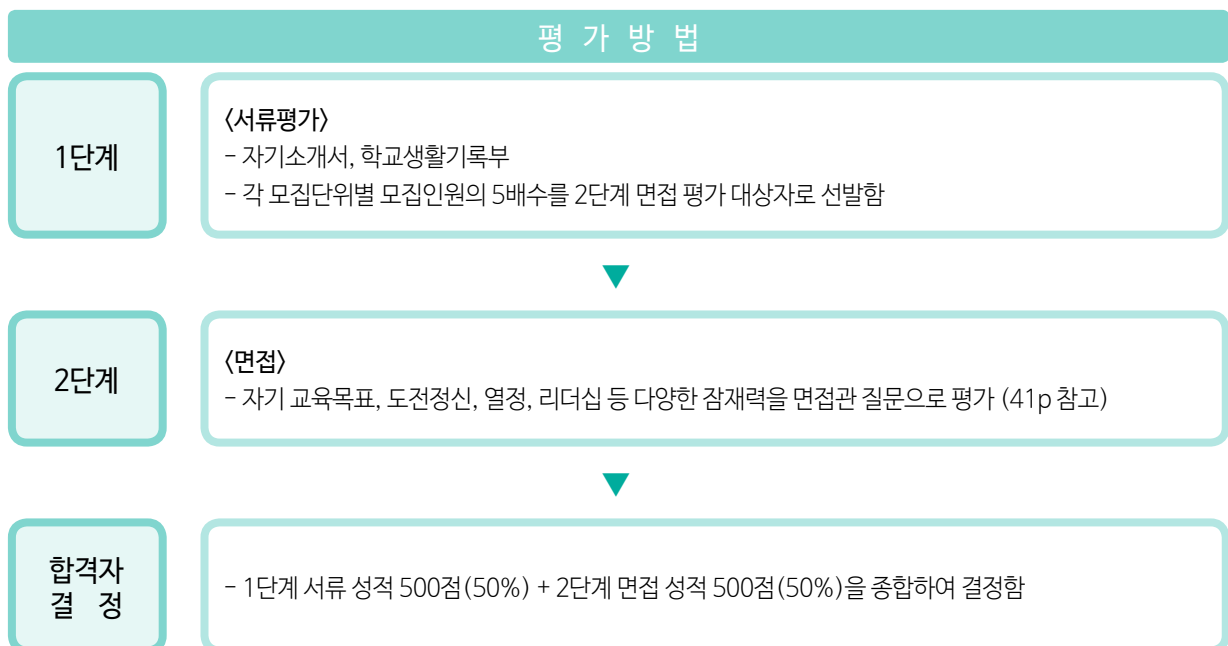 평 가 방 법
1단계
〈서류평가〉
- 자기소개서, 학교생활기록부
- 각 모집단위별 모집인원의 5배수를 2단계 면접 평가 대상자로 선발함
▼
2단계
〈면접〉
- 자기 교육목표, 도전정신, 열정, 리더십 등 다양한 잠재력을 면접관 질문으로 평가 (41p 참고)
▼
합격자
결 정
- 1단계 서류 성적 500점(50%) + 2단계 면접 성적 500점(50%)을 종합하여 결정함